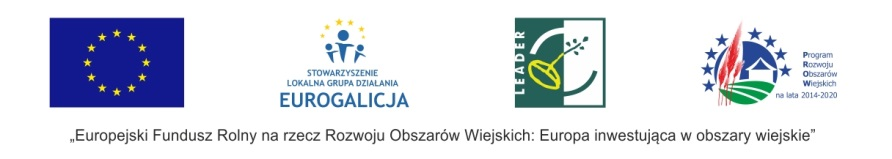 STOWARZYSZENIE
LOKALNA GRUPA DZIAŁANIA
EUROGALICJA
LEADER
Program
Rozwoju
Obszarów
Wiejskich
na lata 2014-2020
„Europejski Fundusz Rolny na rzecz Rozwoju Obszarów Wiejskich: Europa inwestująca w obszary wiejskie”